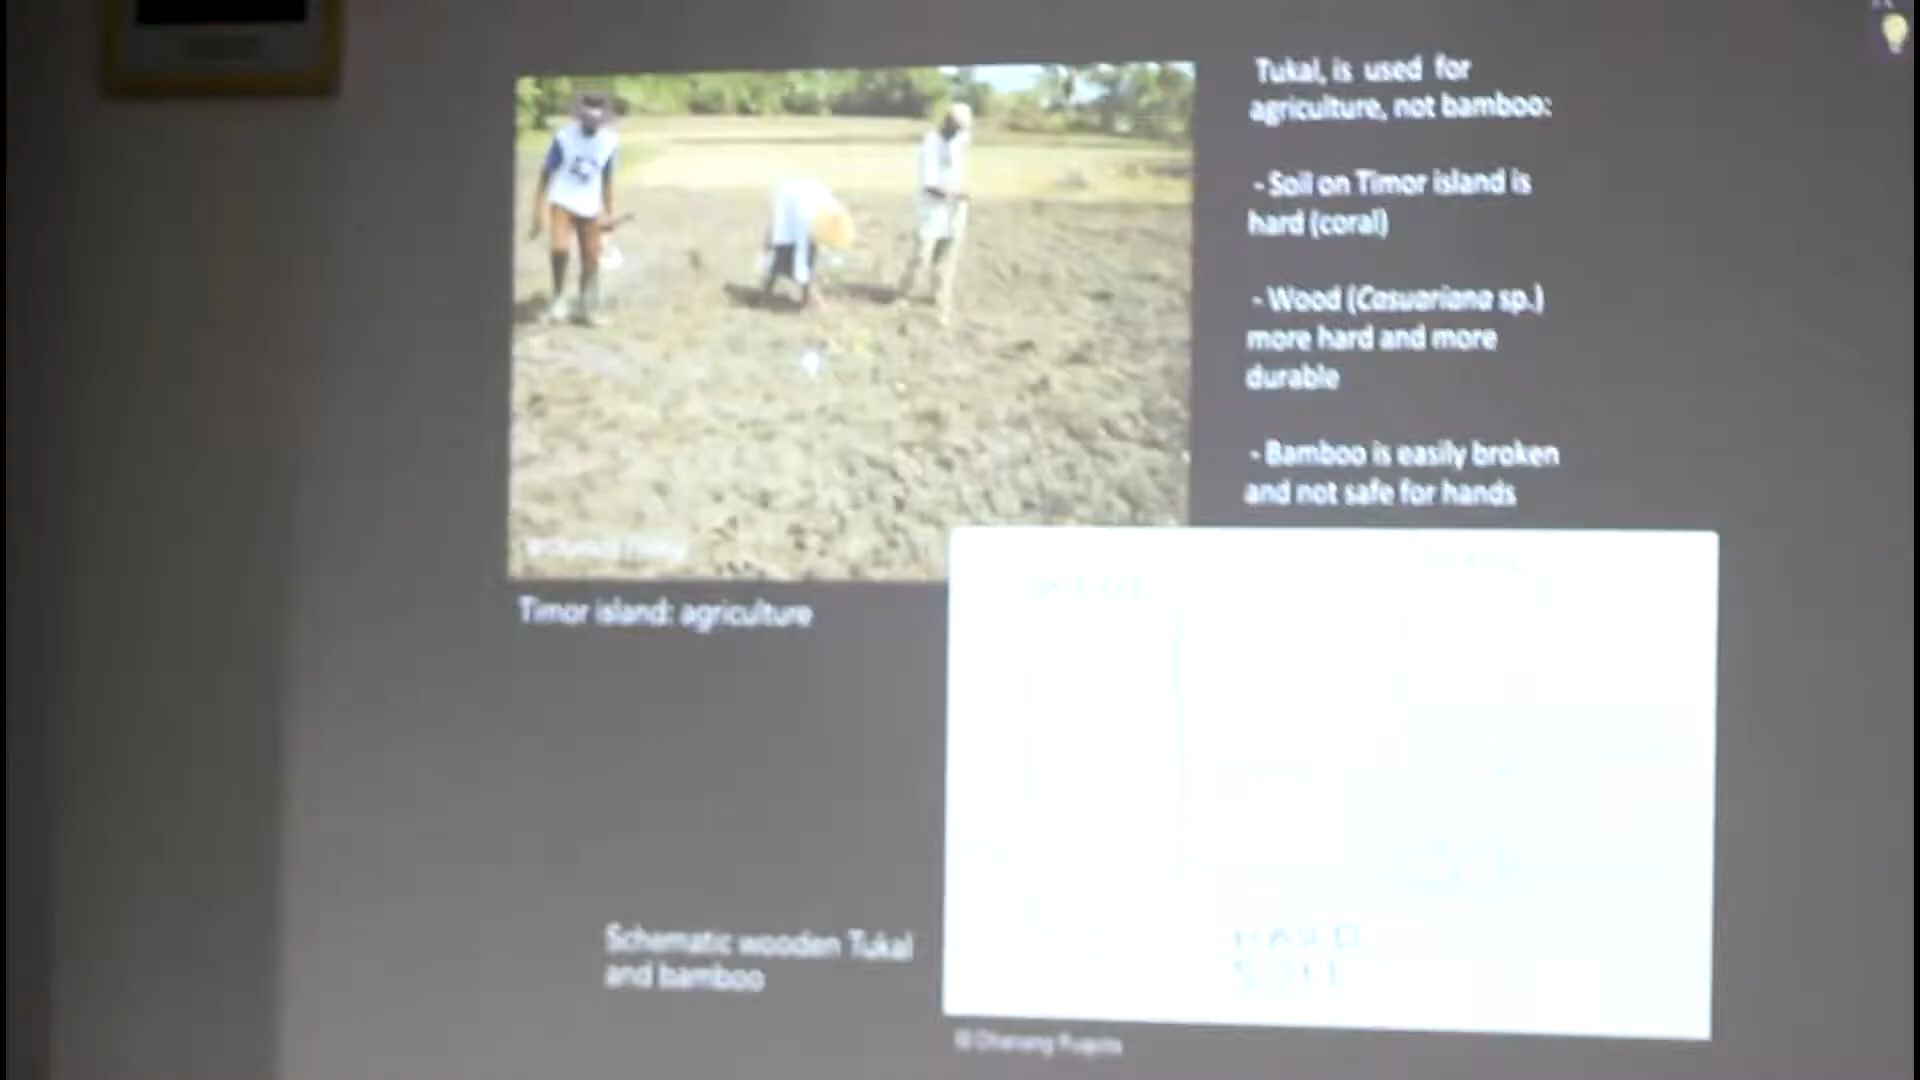 Tukal, is used for
agriculture, not bamboo:
- Soil on Timor island is
hard (coral)
- Wood (Casuariana sp.)
more hard and more
durable
- Bamboo is easily broken
and not safe for hands
Timor island: agriculture
HARD
SOIL
Schematic wooden Tukal
and bamboo
© Dhanang